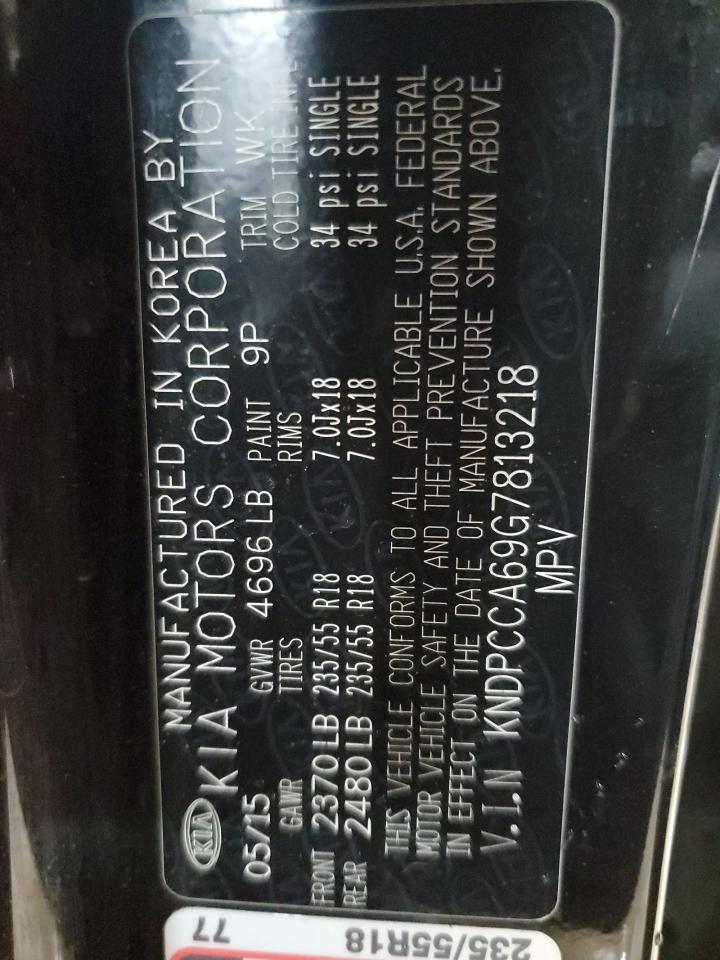 MANUFACTURED IN KOREA BY
KIA KIA MOTORS CORPORATION
05/15 GVWR 4696 LB PAINT 9P TRIM WK
GAWR TIRES RIMS COLD TIRE INFL
FRONT 2370 LB 235/55 R18 7.0Jx18 34 psi SINGLE
REAR 2480 LB 235/55 R18 7.0Jx18 34 psi SINGLE
THIS VEHICLE CONFORMS TO ALL APPLICABLE U.S.A. FEDERAL
MOTOR VEHICLE SAFETY AND THEFT PREVENTION STANDARDS
IN EFFECT ON THE DATE OF MANUFACTURE SHOWN ABOVE.
V.I.N KNDPCCA69G7813218
MPV
77
235/55R18